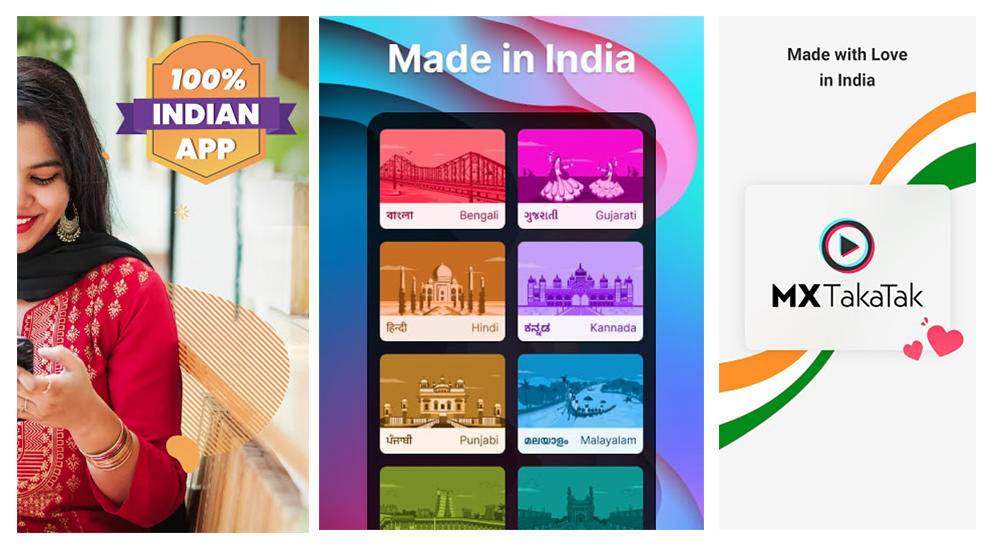 100%
INDIAN
APP
Made in India
বাংলা Bengali
ગુજરાતી Gujarati
हिन्दी Hindi
ಕನ್ನಡ Kannada
ਪੰਜਾਬੀ Punjabi
മലയാളം Malayalam
Made with Love
in India
MX TakaTak